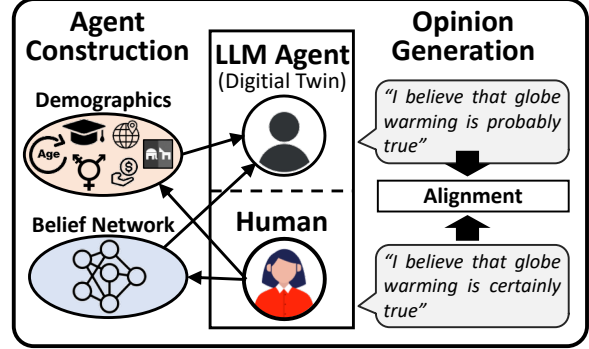 Agent
Construction
Demographics
Age
$
Belief Network
LLM Agent
(Digitial Twin)
Human
Opinion
Generation
“I believe that globe
warming is probably
true”
Alignment
“I believe that globe
warming is certainly
true”